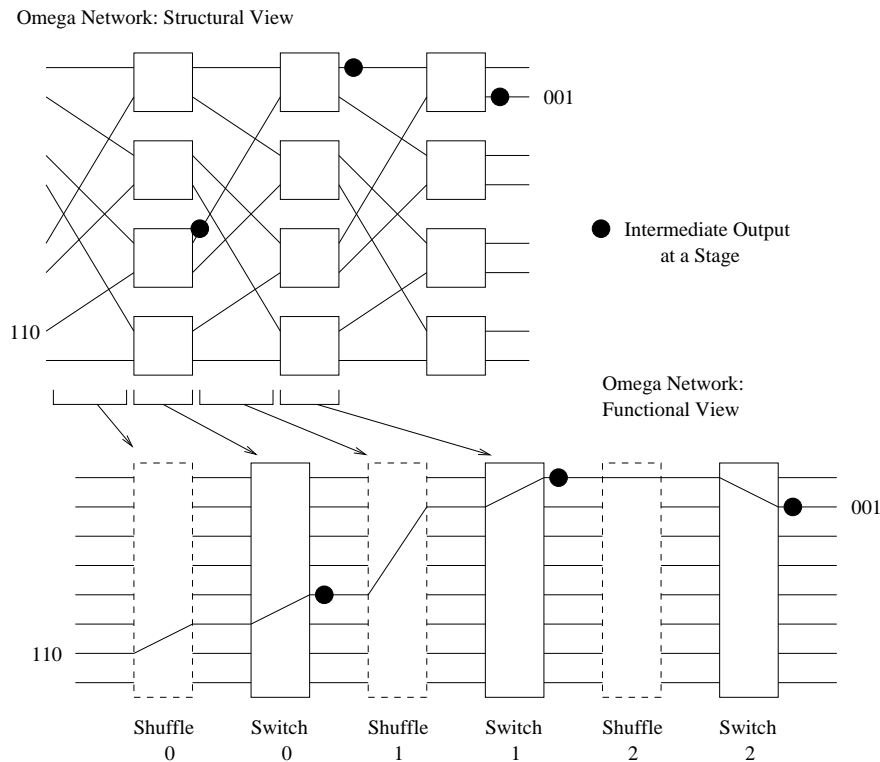 Omega Network: Structural View
001
Intermediate Output
at a Stage
110
Omega Network:
Functional View
001
110
Shuffle
0
Switch
0
Shuffle
1
Switch
1
Shuffle
2
Switch
2